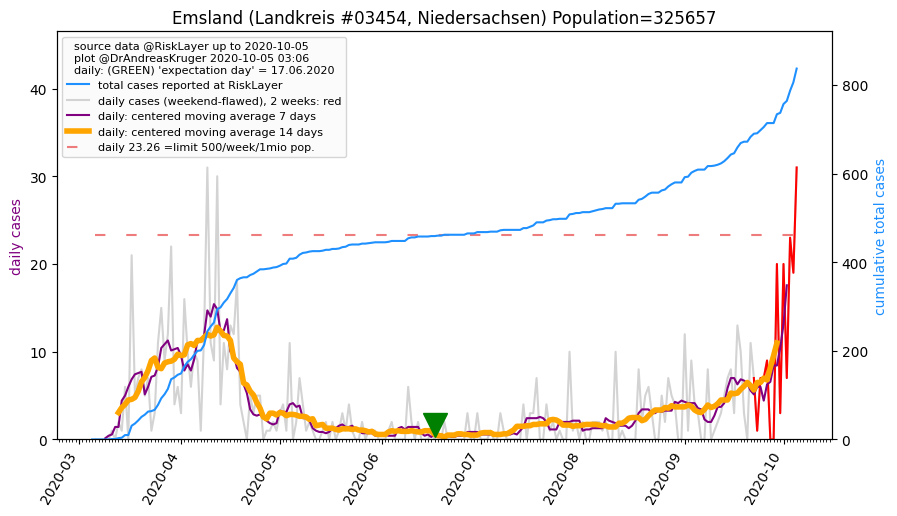 Emsland (Landkreis #03454, Niedersachsen) Population=325657
source data @RiskLayer up to 2020-10-05
plot @DrAndreasKruger 2020-10-05 03:06
daily: (GREEN) 'expectation day' = 17.06.2020
total cases reported at RiskLayer
daily cases (weekend-flawed), 2 weeks: red
daily: centered moving average 7 days
daily: centered moving average 14 days
daily 23.26 =limit 500/week/1mio pop.
daily cases
40
30
20
10
0
cumulative total cases
800
600
400
200
0
2020-03
2020-04
2020-05
2020-06
2020-07
2020-08
2020-09
2020-10